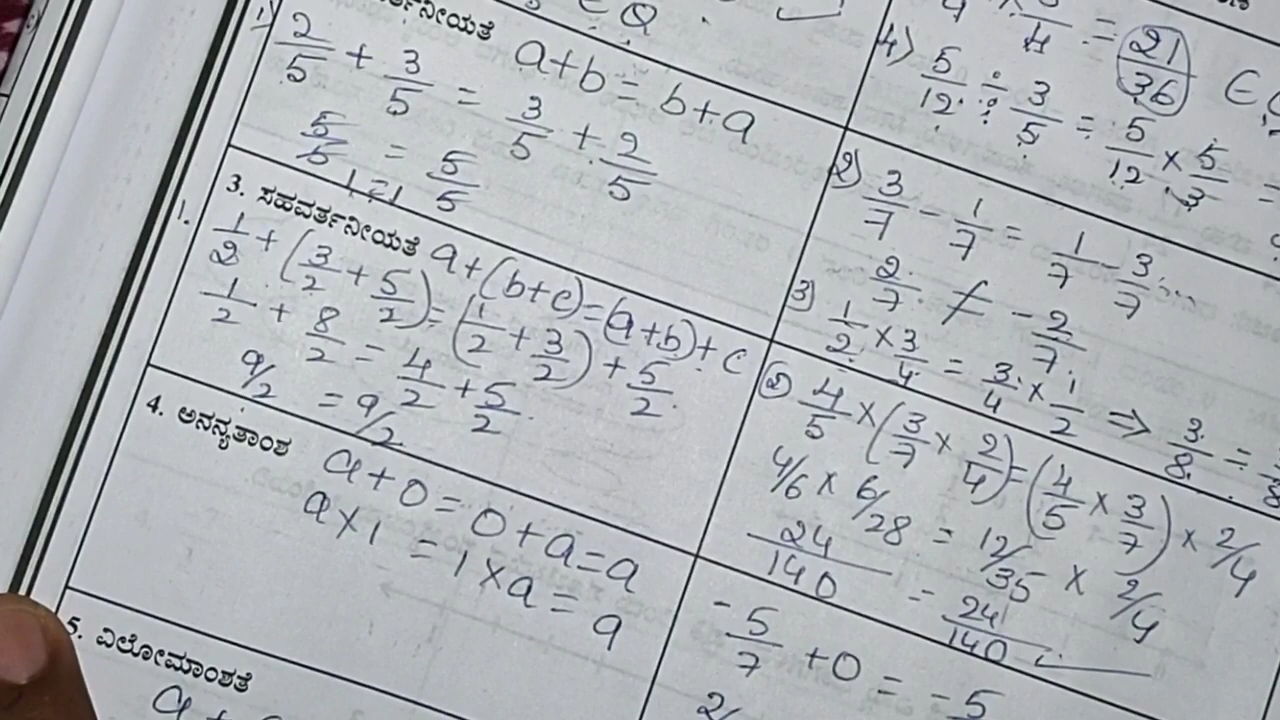 ∈ Q.
a+b = b+a
1) 2/5 + 3/5 = 3/5 + 2/5
5/5 = 5/5
1=1
3. ಸಹವರ್ತನೀಯತೆ a+(b+c)=(a+b)+c
1. 1/2 + (3/2 + 5/2) = (1/2 + 3/2) + 5/2
1/2 + 8/2 = 4/2 + 5/2
9/2 = 9/2
4. ಅನನ್ಯತಾಂಶ a+0 = 0+a=a
a×1 = 1×a= a
5. ವಿಲೋಮಾಂಶತೆ
= 21/36
4) 5/12 ÷ 3/5 = 5/12 × 5/3 =
2) 3/7 - 1/7 = 1/7 - 3/7
2/7 ≠ -2/7
3) 1/2 × 3/4 = 3/4 × 1/2 ⇒ 3/8 =
2) 4/5 × (3/7 × 2/4) = (4/5 × 3/7) × 2/4
4/6 × 6/28 = 12/35 × 2/4
24/140 = 24/140
-5/7 + 0 = -5